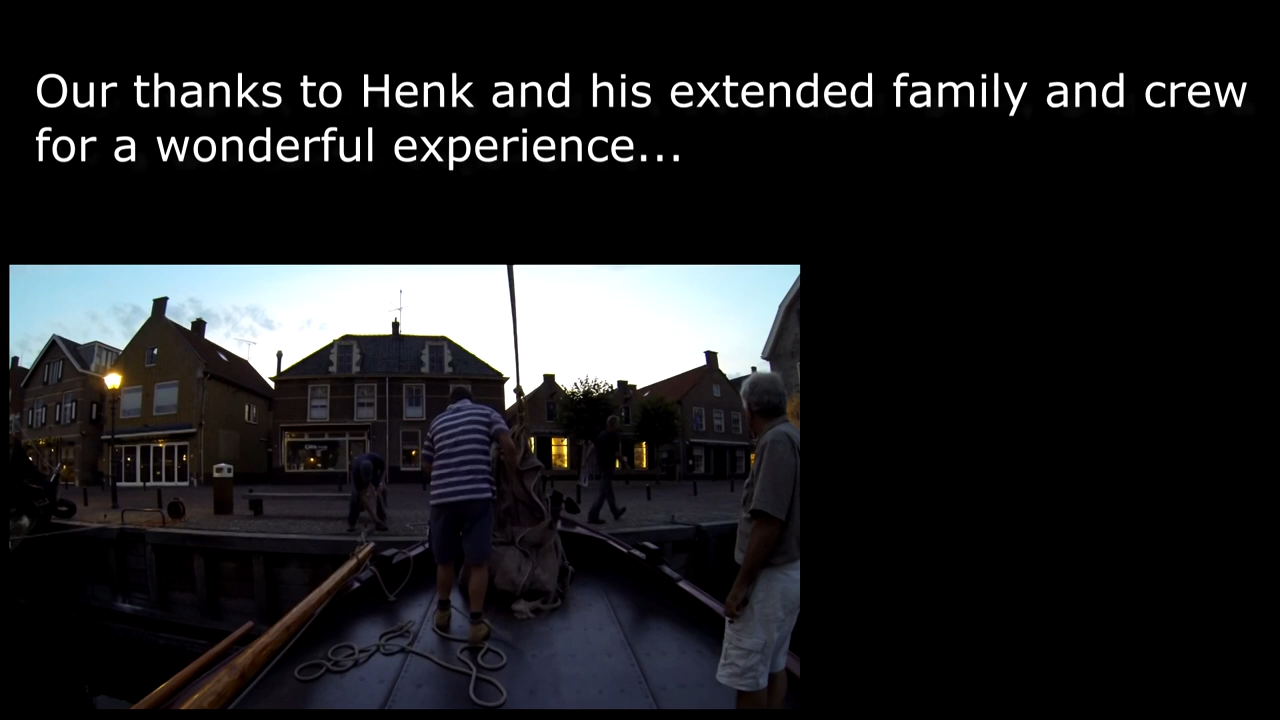 Our thanks to Henk and his extended family and crew
for a wonderful experience...